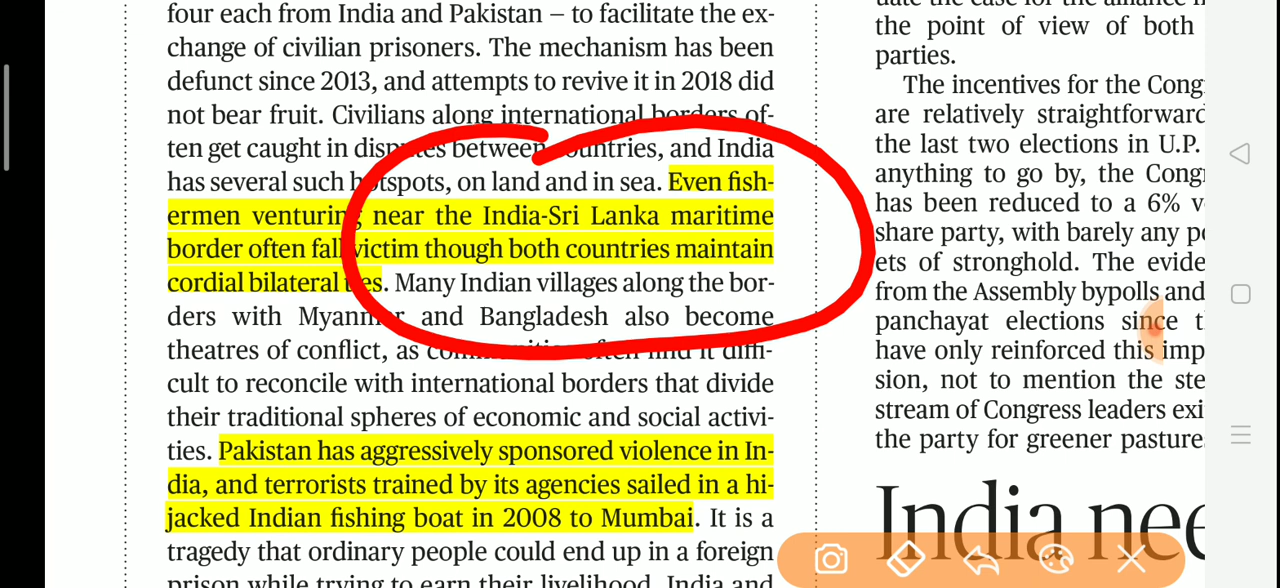 four each from India and Pakistan – to facilitate the ex-
change of civilian prisoners. The mechanism has been
defunct since 2013, and attempts to revive it in 2018 did
not bear fruit. Civilians along international borders of-
ten get caught in disputes between countries, and India
has several such hotspots, on land and in sea. Even fish-
ermen venturing near the India-Sri Lanka maritime
border often fall victim though both countries maintain
cordial bilateral ties. Many Indian villages along the bor-
ders with Myanmar and Bangladesh also become
theatres of conflict, as communities often find it diffi-
cult to reconcile with international borders that divide
their traditional spheres of economic and social activi-
ties. Pakistan has aggressively sponsored violence in In-
dia, and terrorists trained by its agencies sailed in a hi-
jacked Indian fishing boat in 2008 to Mumbai. It is a
tragedy that ordinary people could end up in a foreign
prison while trying to earn their livelihood. India and
the case for the alliance
the point of view of both
parties.
The incentives for the Cong
are relatively straightforward
the last two elections in U.P.
anything to go by, the Cong
has been reduced to a 6% v
share party, with barely any po
ets of stronghold. The evide
from the Assembly bypolls and
panchayat elections since t
have only reinforced this imp
sion, not to mention the ste
stream of Congress leaders exi
the party for greener pasture
India nee